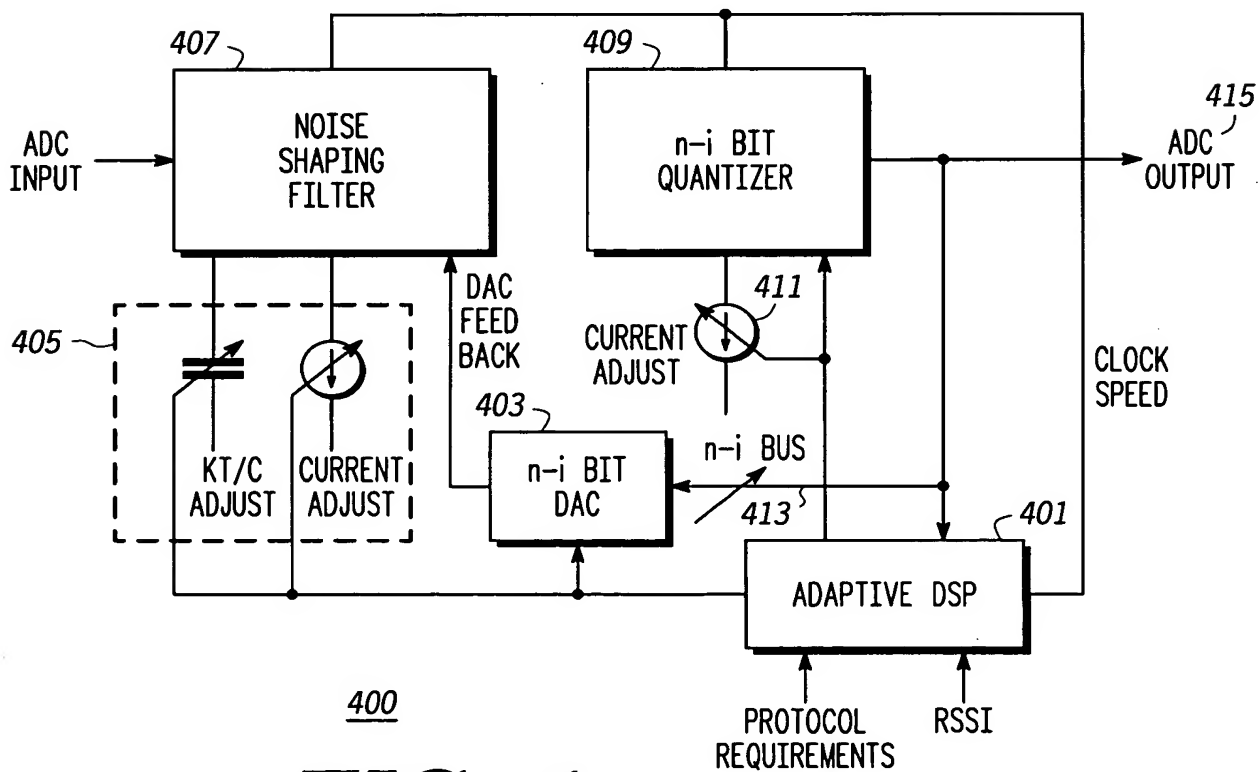 407
409
415
ADC
INPUT
NOISE
SHAPING
FILTER
n-i BIT
QUANTIZER
ADC
OUTPUT
405
DAC
FEED
BACK
411
CURRENT
ADJUST
CLOCK
SPEED
KT/C
ADJUST
CURRENT
ADJUST
403
n-i BIT
DAC
n-i BUS
413
401
ADAPTIVE DSP
400
PROTOCOL
REQUIREMENTS
RSSI